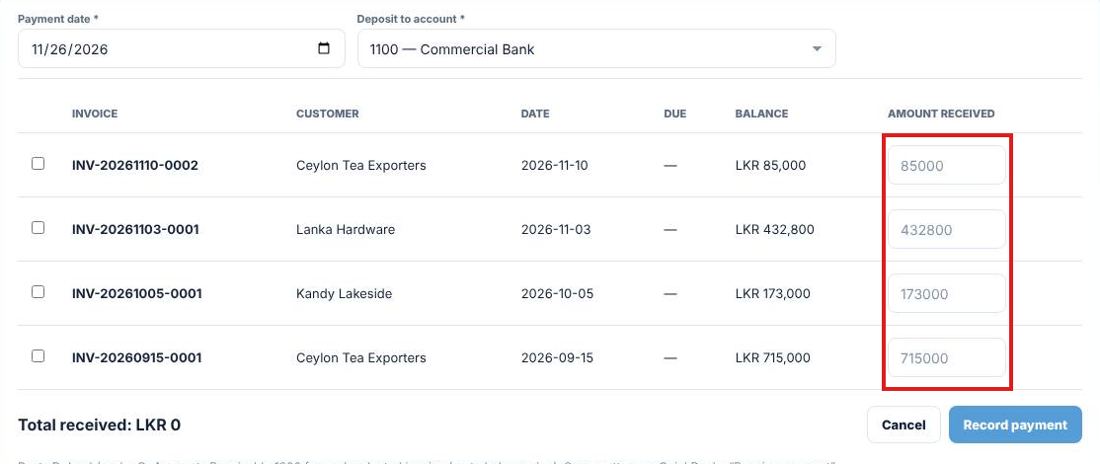 Payment date *
Deposit to account *
11/26/2026
1100 — Commercial Bank
INVOICE CUSTOMER DATE DUE BALANCE AMOUNT RECEIVED
INV-20261110-0002 Ceylon Tea Exporters 2026-11-10 — LKR 85,000 85000
INV-20261103-0001 Lanka Hardware 2026-11-03 — LKR 432,800 432800
INV-20261005-0001 Kandy Lakeside 2026-10-05 — LKR 173,000 173000
INV-20260915-0001 Ceylon Tea Exporters 2026-09-15 — LKR 715,000 715000
Total received: LKR 0
Cancel
Record payment